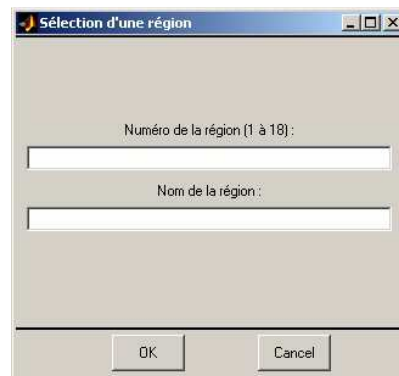 Sélection d'une région
Numéro de la région (1 à 18) :
Nom de la région :
OK
Cancel